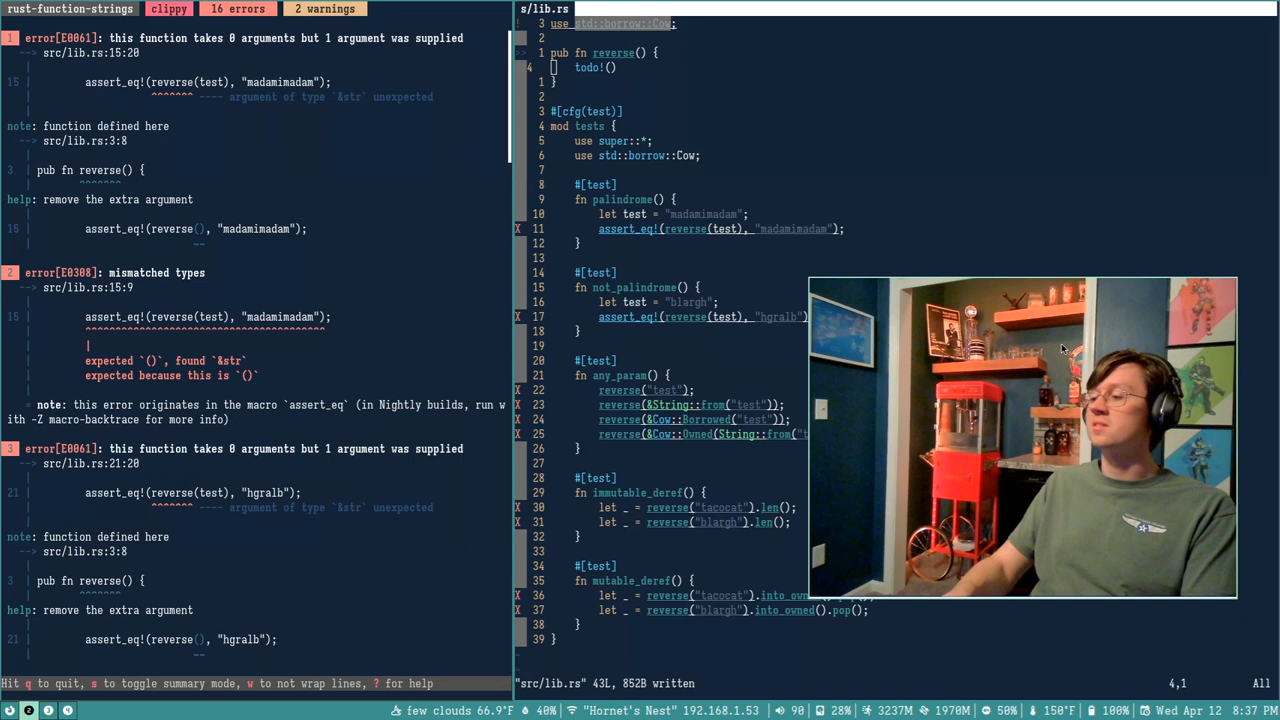 rust-function-strings clippy 16 errors 2 warnings
1 error[E0061]: this function takes 0 arguments but 1 argument was supplied
--> src/lib.rs:15:20
|
15 | assert_eq!(reverse(test), "madamimadam");
| ^^^^^^^ ---- argument of type `&str` unexpected
|
note: function defined here
--> src/lib.rs:3:8
|
3 | pub fn reverse() {
| ^^^^^^^
help: remove the extra argument
|
15 | assert_eq!(reverse(), "madamimadam");
| ~~
2 error[E0308]: mismatched types
--> src/lib.rs:15:9
|
15 | assert_eq!(reverse(test), "madamimadam");
| ^^^^^^^^^^^^^^^^^^^^^^^^^^^^^^^^^^^^^^^^
| |
| expected `()`, found `&str`
| expected because this is `()`
|
= note: this error originates in the macro `assert_eq` (in Nightly builds, run w
ith -Z macro-backtrace for more info)
3 error[E0061]: this function takes 0 arguments but 1 argument was supplied
--> src/lib.rs:21:20
|
21 | assert_eq!(reverse(test), "hgralb");
| ^^^^^^^ ---- argument of type `&str` unexpected
|
note: function defined here
--> src/lib.rs:3:8
|
3 | pub fn reverse() {
| ^^^^^^^
help: remove the extra argument
|
21 | assert_eq!(reverse(), "hgralb");
| ~~
Hit q to quit, s to toggle summary mode, w to not wrap lines, ? for help
s/lib.rs
! 3 use std::borrow::Cow;
2
>> 1 pub fn reverse() {
4 todo!()
1 }
2
3 #[cfg(test)]
4 mod tests {
5 use super::*;
6 use std::borrow::Cow;
7
8 #[test]
9 fn palindrome() {
10 let test = "madamimadam";
X 11 assert_eq!(reverse(test), "madamimadam");
12 }
13
14 #[test]
15 fn not_palindrome() {
16 let test = "blargh";
X 17 assert_eq!(reverse(test), "hgralb")
18 }
19
20 #[test]
21 fn any_param() {
X 22 reverse("test");
X 23 reverse(&String::from("test"));
X 24 reverse(&Cow::Borrowed("test"));
X 25 reverse(&Cow::Owned(String::from("t
26 }
27
28 #[test]
29 fn immutable_deref() {
X 30 let _ = reverse("tacocat").len();
X 31 let _ = reverse("blargh").len();
32 }
33
34 #[test]
35 fn mutable_deref() {
X 36 let _ = reverse("tacocat").into_owned().pop();
X 37 let _ = reverse("blargh").into_owned().pop();
38 }
39 }
~
~
"src/lib.rs" 43L, 852B written 4,1 All
2 3 4 few clouds 66.9°F 40% "Hornet's Nest" 192.168.1.53 90 28% 3237M 1970M 50% 150°F 100% Wed Apr 12 8:37 PM